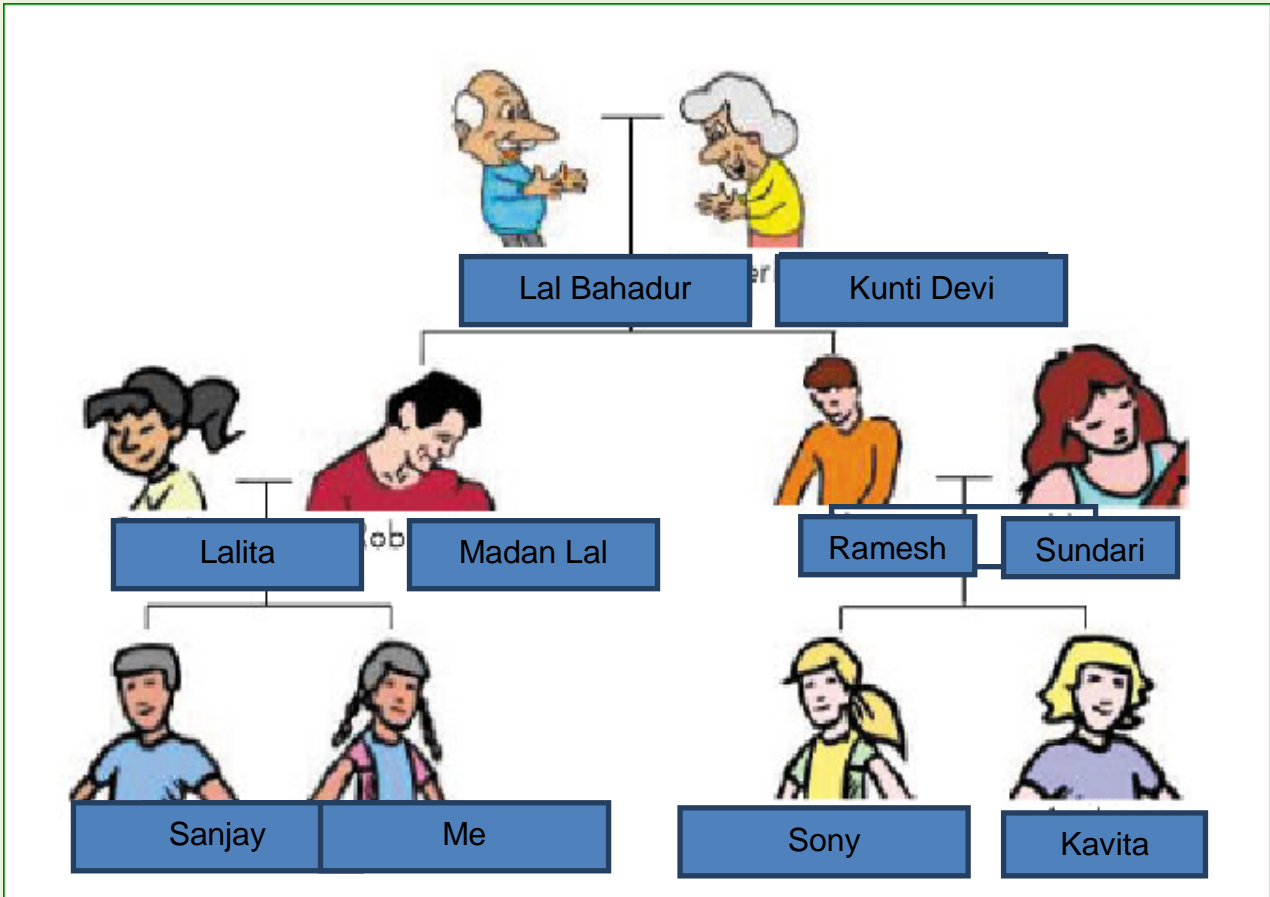 Lal Bahadur
Kunti Devi
Lalita
Madan Lal
Ramesh
Sundari
Sanjay
Me
Sony
Kavita